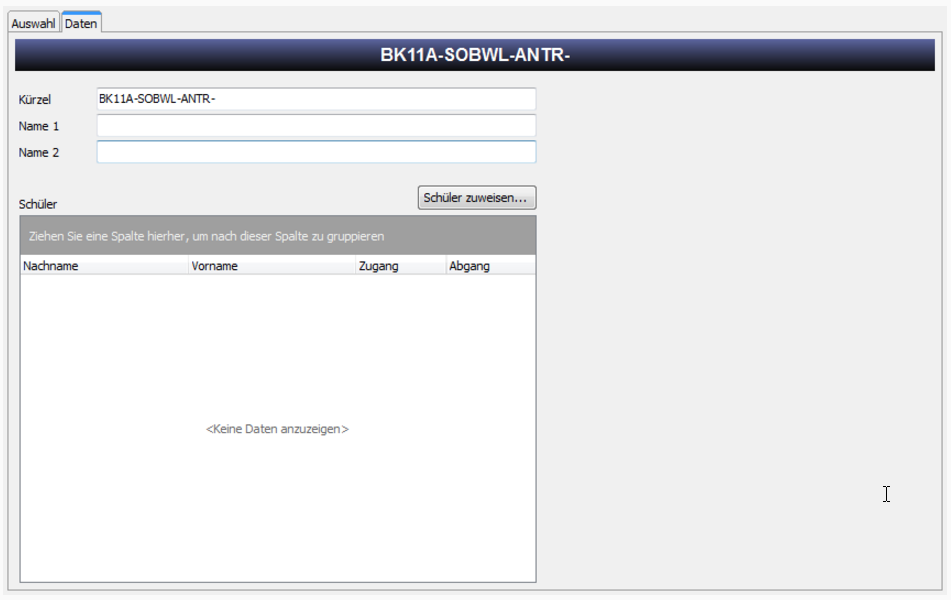 Auswahl Daten
BK11A-SOBWL-ANTR-
Kürzel BK11A-SOBWL-ANTR-
Name 1
Name 2
Schüler Schüler zuweisen...
Ziehen Sie eine Spalte hierher, um nach dieser Spalte zu gruppieren
Nachname Vorname Zugang Abgang
<Keine Daten anzuzeigen>